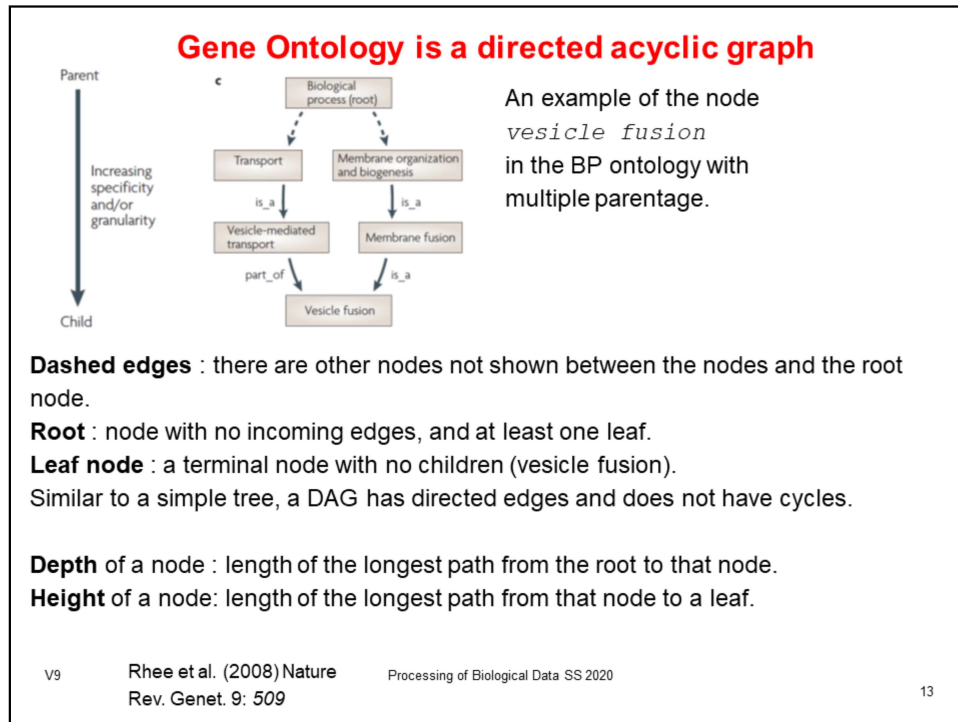 Gene Ontology is a directed acyclic graph
Parent
Increasing
specificity
and/or
granularity
Child
c
Biological
process (root)
Transport
Membrane organization
and biogenesis
is_a
is_a
Vesicle-mediated
transport
Membrane fusion
part_of
is_a
Vesicle fusion
An example of the node
vesicle fusion
in the BP ontology with
multiple parentage.
Dashed edges : there are other nodes not shown between the nodes and the root
node.
Root : node with no incoming edges, and at least one leaf.
Leaf node : a terminal node with no children (vesicle fusion).
Similar to a simple tree, a DAG has directed edges and does not have cycles.
Depth of a node : length of the longest path from the root to that node.
Height of a node: length of the longest path from that node to a leaf.
V9
Rhee et al. (2008) Nature
Rev. Genet. 9: 509
Processing of Biological Data SS 2020
13